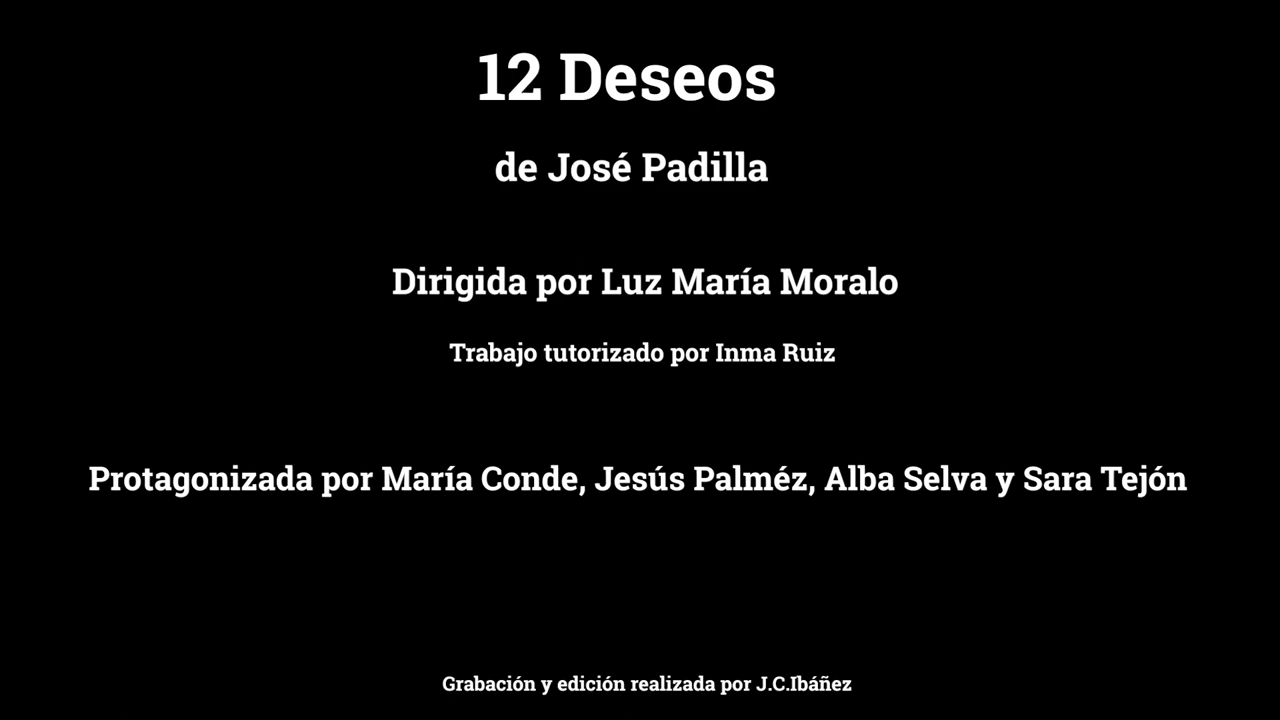 12 Deseos
de José Padilla
Dirigida por Luz María Moralo
Trabajo tutorizado por Inma Ruiz
Protagonizada por María Conde, Jesús Palméz, Alba Selva y Sara Tejón
Grabación y edición realizada por J.C.Ibáñez